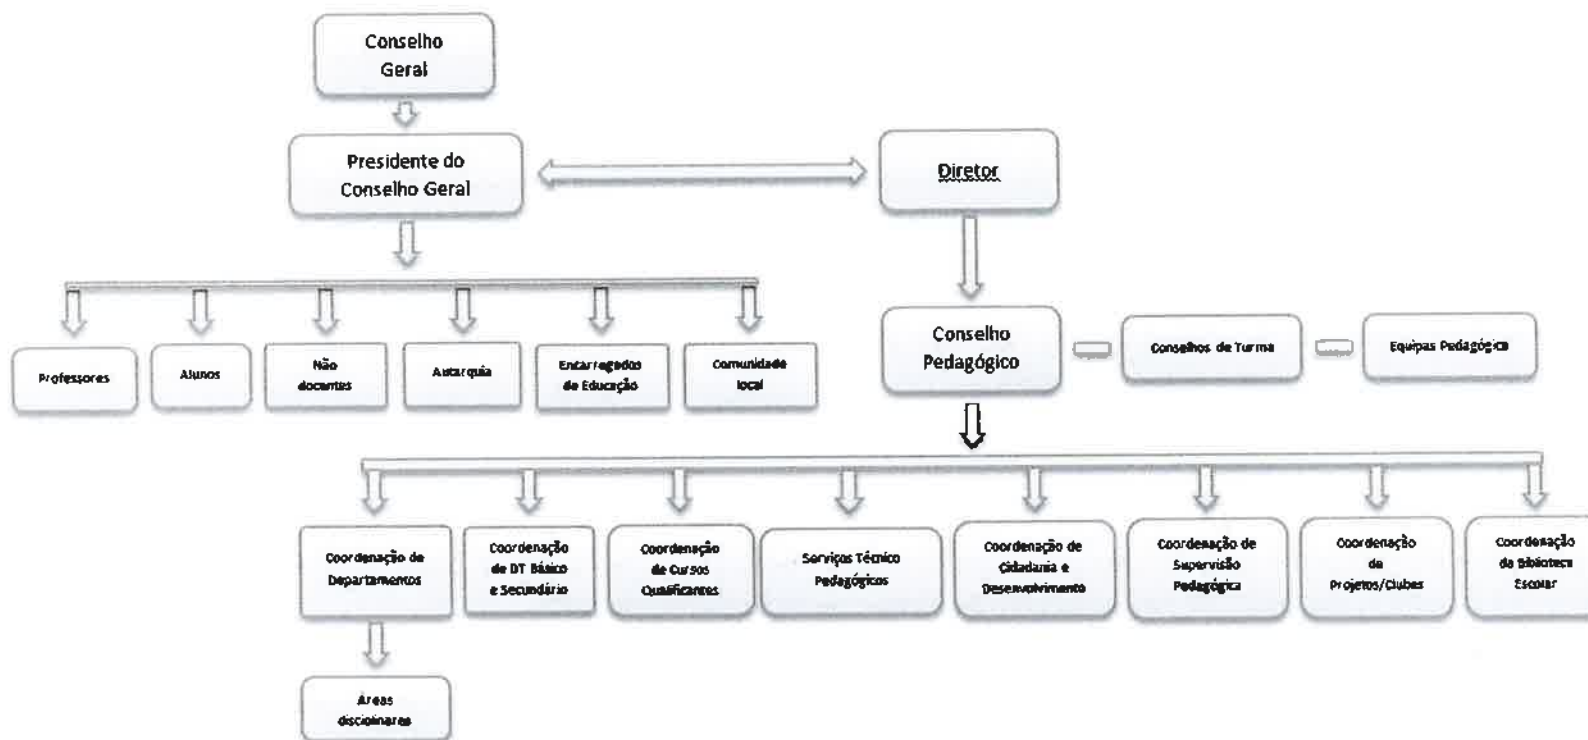 Conselho
Geral
Presidente do
Conselho Geral
Diretor
Professores
Alunos
Não
docentes
Autarquia
Encarregados
de Educação
Comunidade
local
Conselho
Pedagógico
Conselhos de Turma
Equipas Pedagógica
Coordenação de
Departamentos
Coordenação
de DT Básico
e Secundário
Coordenação
de Cursos
Qualificantes
Serviços Técnico
Pedagógicos
Coordenação de
Cidadania e
Desenvolvimento
Coordenação de
Supervisão
Pedagógica
Coordenação
de
Projetos/Clubes
Coordenação
da Biblioteca
Escolar
Áreas
disciplinares